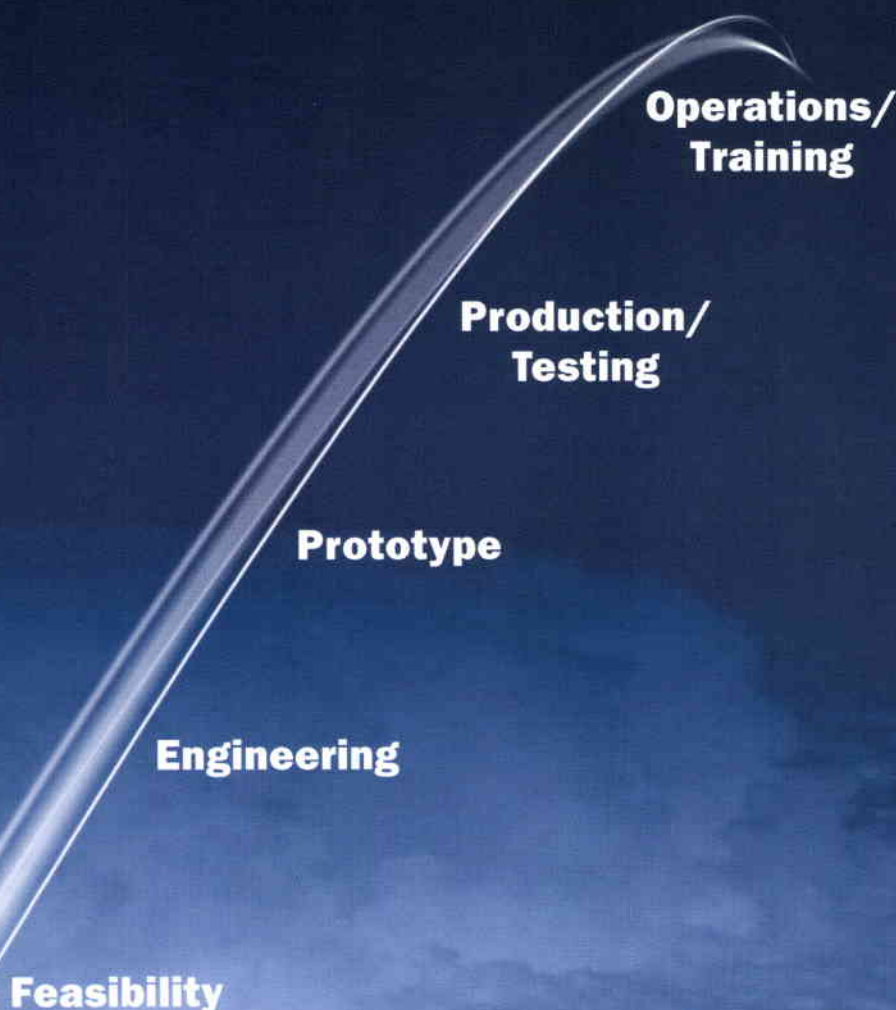 Operations/
Training
Production/
Testing
Prototype
Engineering
Feasibility